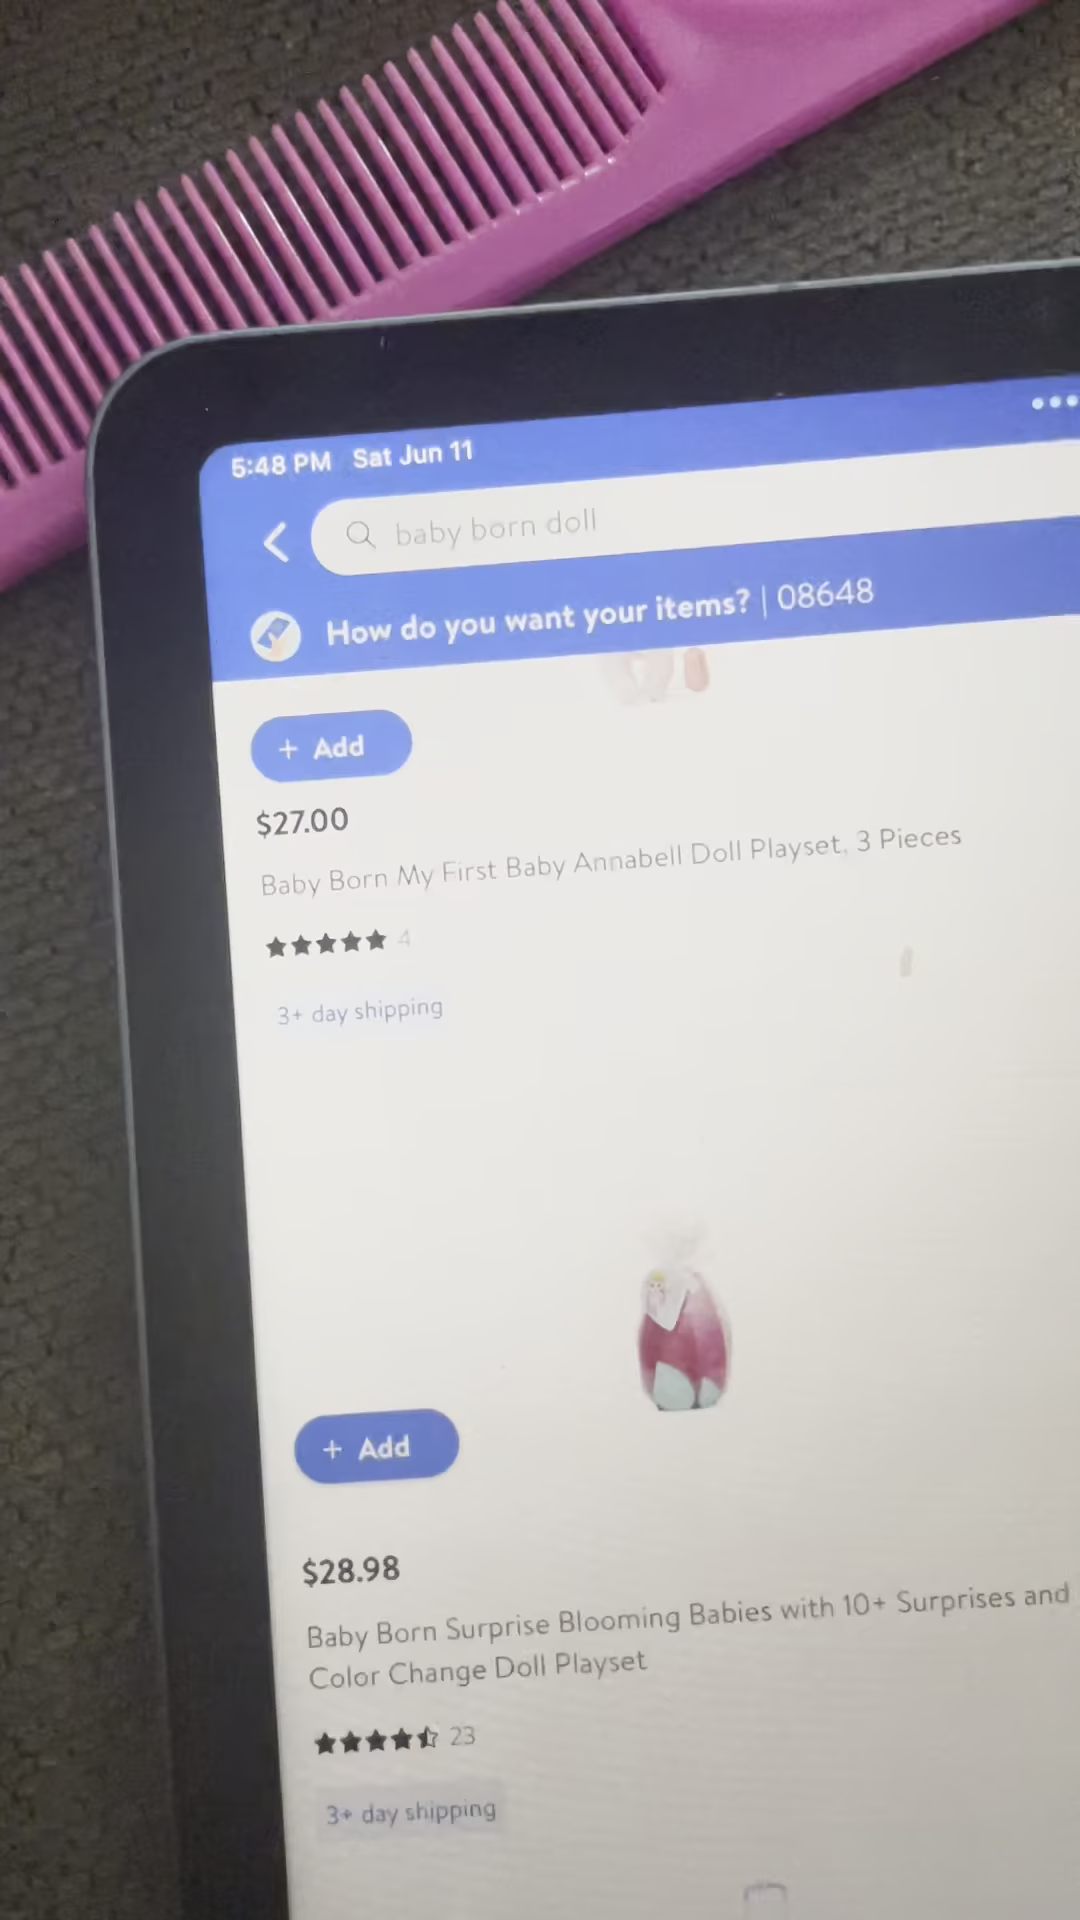 5:48 PM Sat Jun 11
baby born doll
How do you want your items? | 08648
+ Add
$27.00
Baby Born My First Baby Annabell Doll Playset, 3 Pieces
4
3+ day shipping
+ Add
$28.98
Baby Born Surprise Blooming Babies with 10+ Surprises and
Color Change Doll Playset
23
3+ day shipping